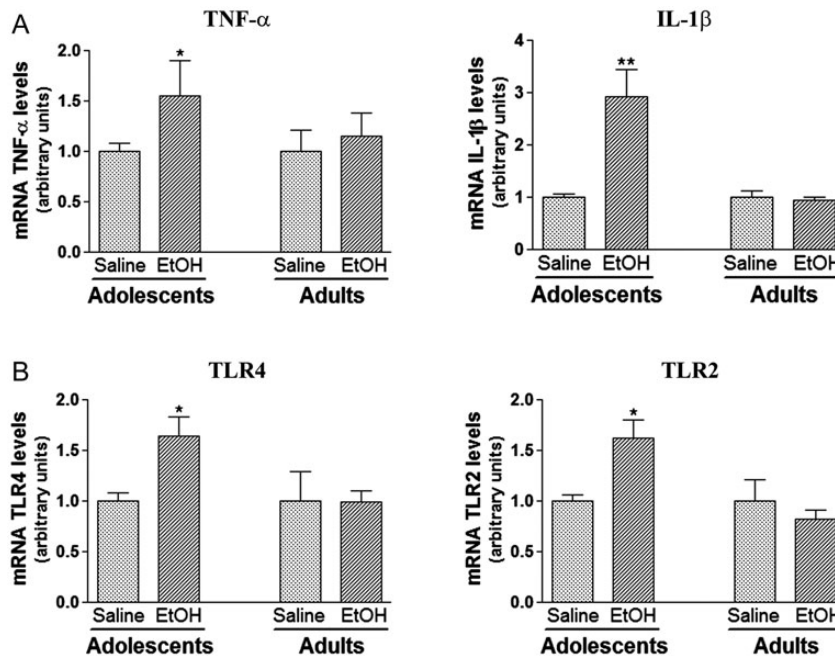 A
TNF-α
mRNA TNF-α levels
(arbitrary units)
2.0
*
1.5
1.0
0.5
0.0
Saline EtOH Saline EtOH
Adolescents Adults
IL-1β
mRNA IL-1β levels
(arbitrary units)
4
**
3
2
1
0
Saline EtOH Saline EtOH
Adolescents Adults
B
TLR4
mRNA TLR4 levels
(arbitrary units)
2.0
*
1.5
1.0
0.5
0.0
Saline EtOH Saline EtOH
Adolescents Adults
TLR2
mRNA TLR2 levels
(arbitrary units)
2.0
*
1.5
1.0
0.5
0.0
Saline EtOH Saline EtOH
Adolescents Adults